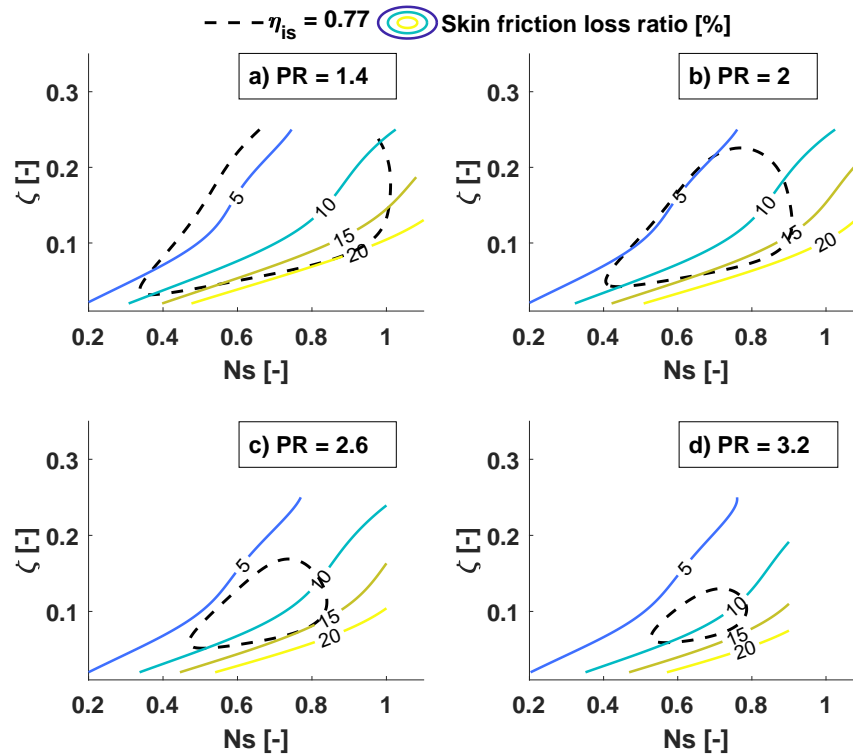 η_is = 0.77 Skin friction loss ratio [%]
a) PR = 1.4
ζ [-]
0.3
0.2
0.1
5
10
15
20
0.2 0.4 0.6 0.8 1
Ns [-]
b) PR = 2
ζ [-]
0.3
0.2
0.1
5
10
15
20
0.2 0.4 0.6 0.8 1
Ns [-]
c) PR = 2.6
ζ [-]
0.3
0.2
0.1
5
10
15
20
0.2 0.4 0.6 0.8 1
Ns [-]
d) PR = 3.2
ζ [-]
0.3
0.2
0.1
5
10
15
20
0.2 0.4 0.6 0.8 1
Ns [-]